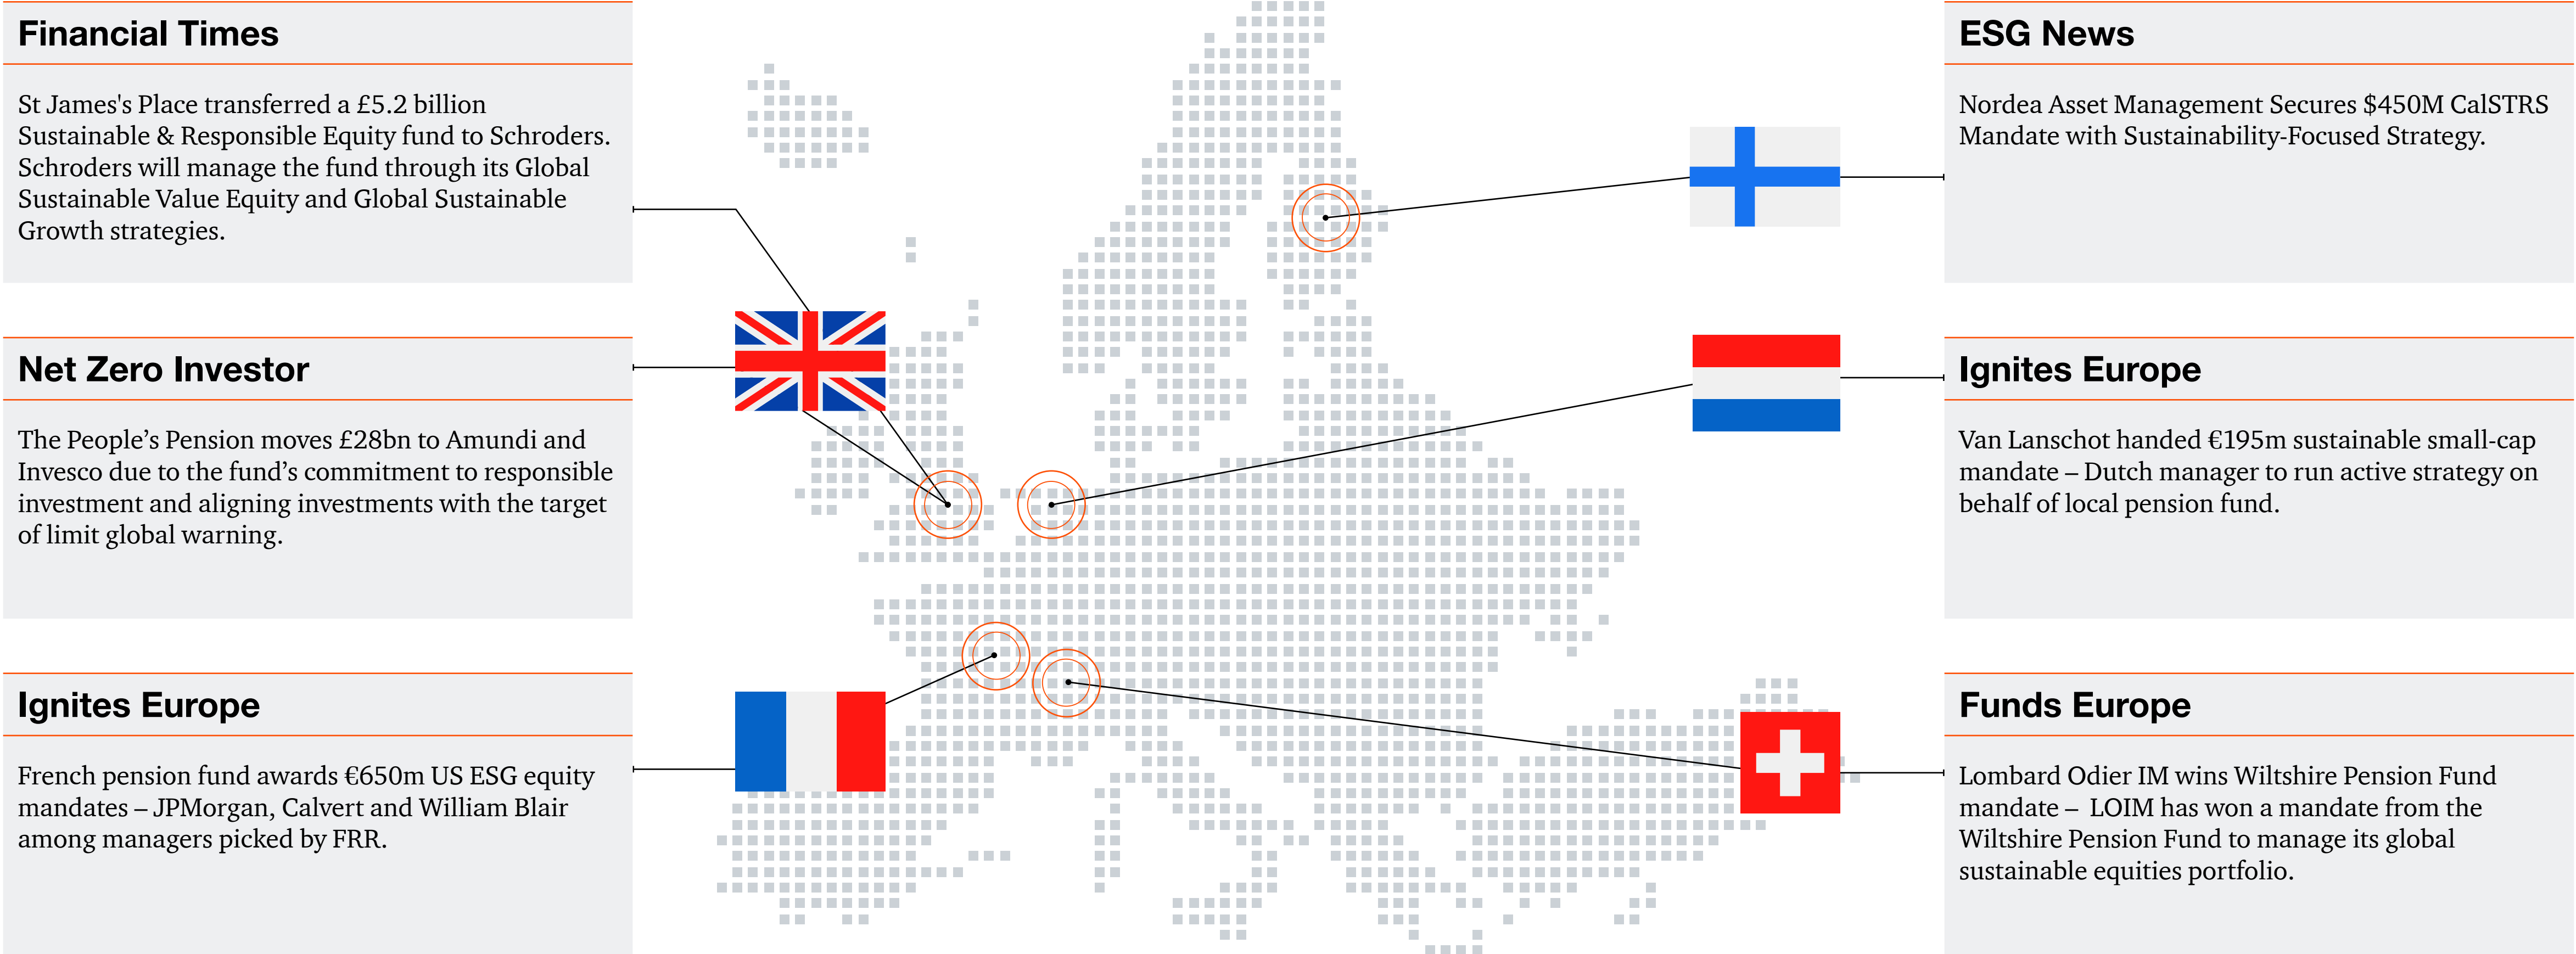 Financial Times
St James's Place transferred a £5.2 billion
Sustainable & Responsible Equity fund to Schroders.
Schroders will manage the fund through its Global
Sustainable Value Equity and Global Sustainable
Growth strategies.
Net Zero Investor
The People’s Pension moves £28bn to Amundi and
Invesco due to the fund’s commitment to responsible
investment and aligning investments with the target
of limit global warning.
Ignites Europe
French pension fund awards €650m US ESG equity
mandates – JPMorgan, Calvert and William Blair
among managers picked by FRR.
ESG News
Nordea Asset Management Secures $450M CalSTRS
Mandate with Sustainability-Focused Strategy.
Ignites Europe
Van Lanschot handed €195m sustainable small-cap
mandate – Dutch manager to run active strategy on
behalf of local pension fund.
Funds Europe
Lombard Odier IM wins Wiltshire Pension Fund
mandate –  LOIM has won a mandate from the
Wiltshire Pension Fund to manage its global
sustainable equities portfolio.